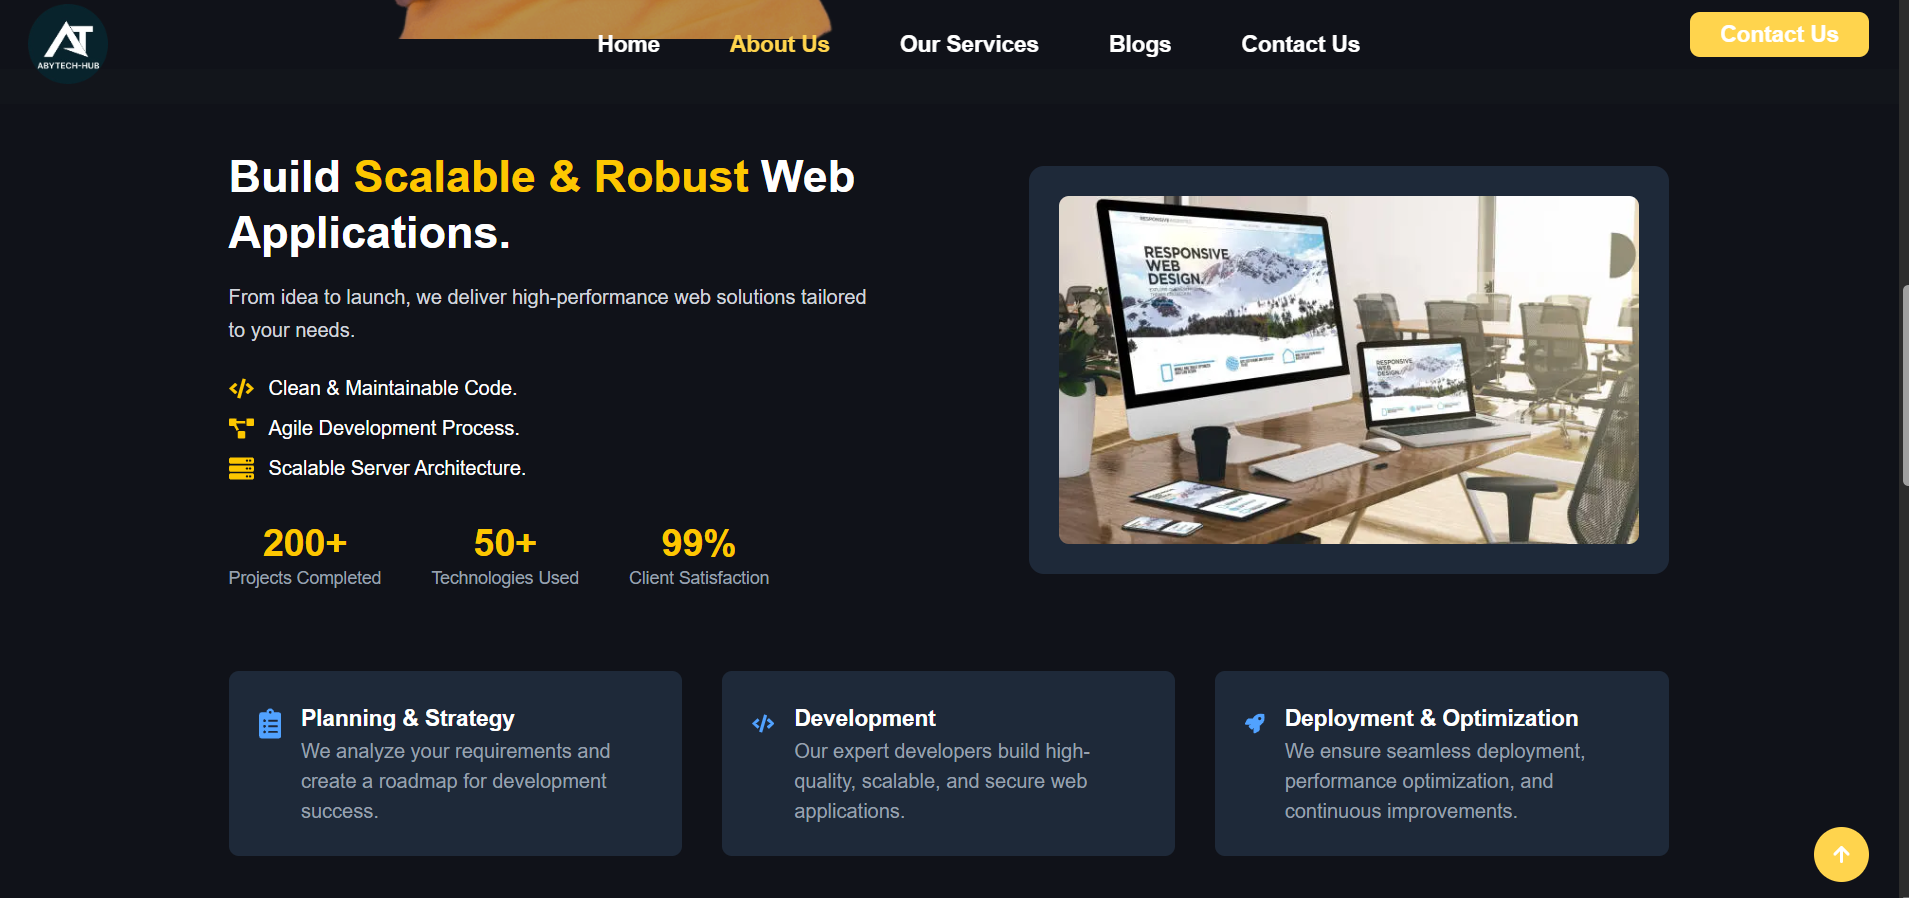 ABYTECH-HUB
Home
About Us
Our Services
Blogs
Contact Us
Contact Us
Build Scalable & Robust Web
Applications.
From idea to launch, we deliver high-performance web solutions tailored
to your needs.
Clean & Maintainable Code.
Agile Development Process.
Scalable Server Architecture.
200+
Projects Completed
50+
Technologies Used
99%
Client Satisfaction
RESPONSIVE
WEB
DESIGN.
RESPONSIVE
WEB
DESIGN.
Planning & Strategy
We analyze your requirements and
create a roadmap for development
success.
Development
Our expert developers build high-
quality, scalable, and secure web
applications.
Deployment & Optimization
We ensure seamless deployment,
performance optimization, and
continuous improvements.